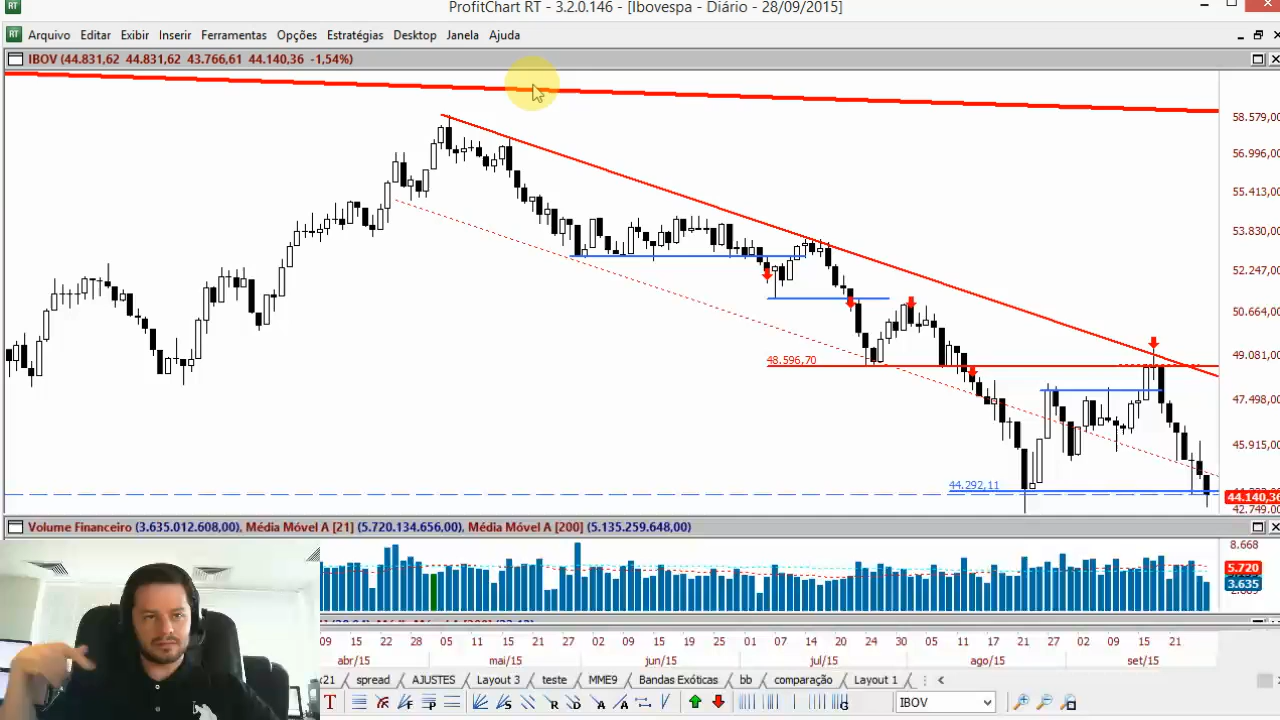 ProfitChart RT - 3.2.0.146 - [Ibovespa - Diário - 28/09/2015]
RT Arquivo Editar Exibir Inserir Ferramentas Opções Estratégias Desktop Janela Ajuda
IBOV (44.831,62 44.831,62 43.766,61 44.140,36 -1,54%)
58.579,00
56.996,00
55.413,00
53.830,00
52.247,00
50.664,00
49.081,00
48.596,70
47.498,00
45.915,00
44.292,11
44.140,36
42.749,00
Volume Financeiro (3.635.012.608,00), Média Móvel A [21] (5.720.134.656,00), Média Móvel A [200] (5.135.259.648,00)
8.668
5.720
3.635
09 15 22 28 05 11 15 21 27 02 09 15 19 25 01 07 14 20 24 30 05 11 17 21 27 02 09 15 21
abr/15 mai/15 jun/15 jul/15 ago/15 set/15
x21 spread AJUSTES Layout 3 teste MME9 Bandas Exóticas bb comparação Layout 1
IBOV